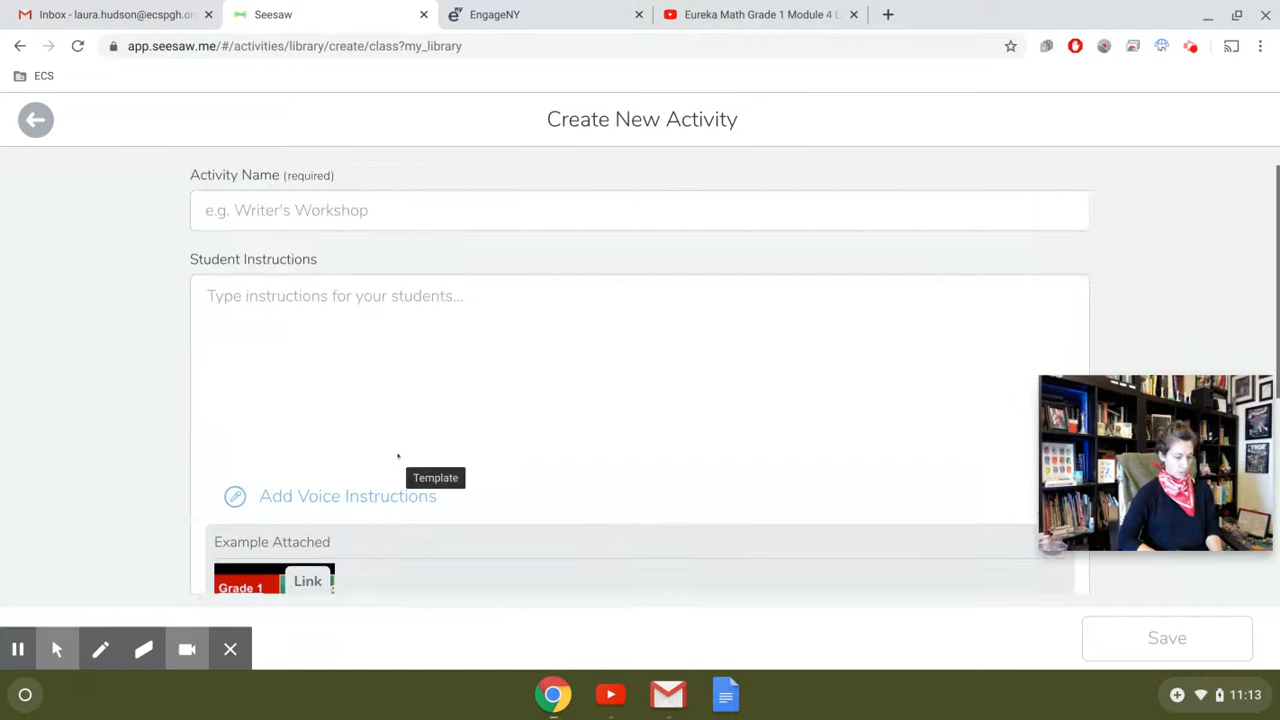 Inbox - laura.hudson@ecspgh.or
Seesaw
EngageNY
Eureka Math Grade 1 Module 4 L
app.seesaw.me/#/activities/library/create/class?my_library
ECS
Create New Activity
Activity Name (required)
e.g. Writer's Workshop
Student Instructions
Type instructions for your students...
Template
Add Voice Instructions
Example Attached
Link
Grade 1
Save
11:13